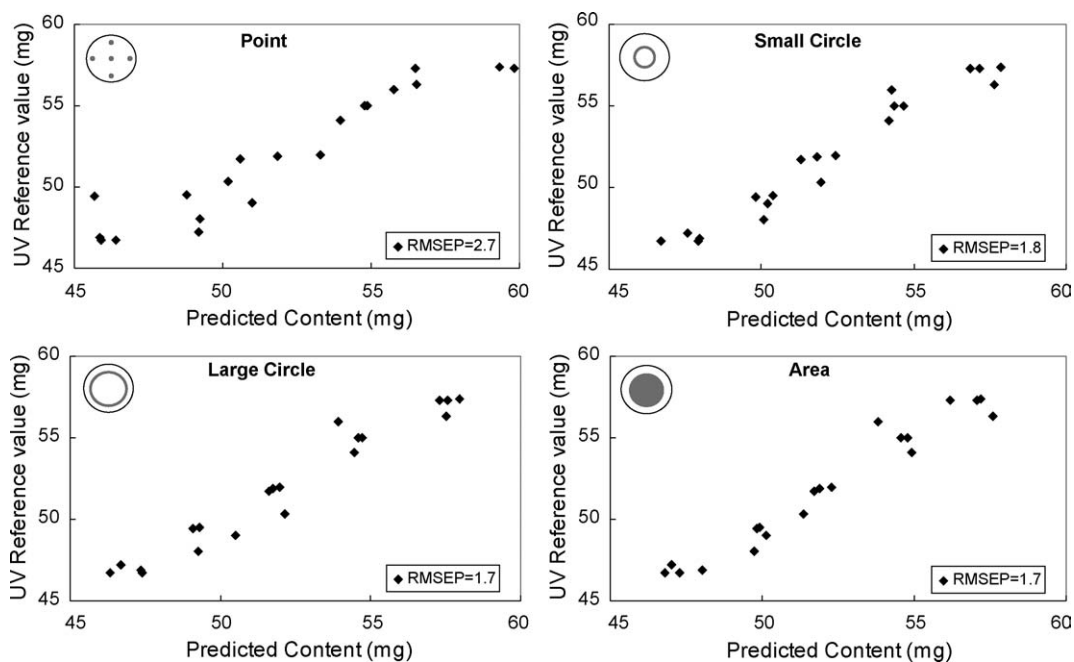 Point
UV Reference value (mg)
60
55
50
45
45 50 55 60
Predicted Content (mg)
RMSEP=2.7
Small Circle
UV Reference value (mg)
60
55
50
45
45 50 55 60
Predicted Content (mg)
RMSEP=1.8
Large Circle
UV Reference value (mg)
60
55
50
45
45 50 55 60
Predicted Content (mg)
RMSEP=1.7
Area
UV Reference value (mg)
60
55
50
45
45 50 55 60
Predicted Content (mg)
RMSEP=1.7